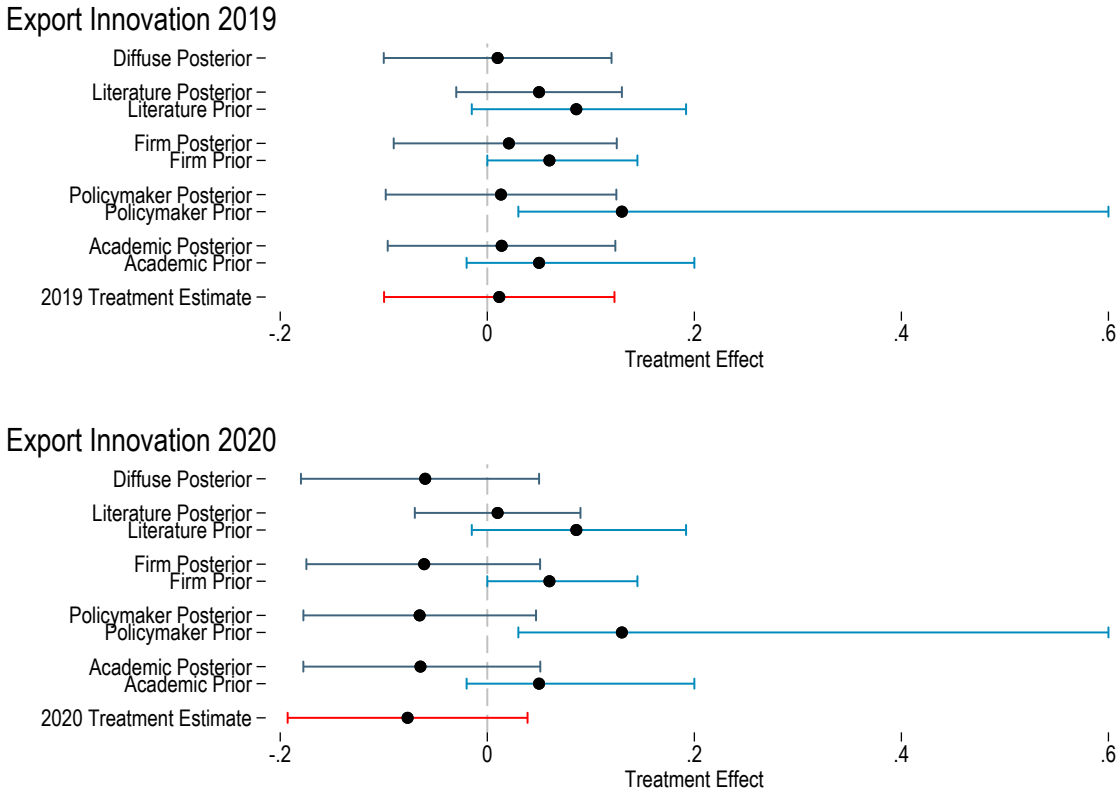 Export Innovation 2019
Diffuse Posterior
Literature Posterior
Literature Prior
Firm Posterior
Firm Prior
Policymaker Posterior
Policymaker Prior
Academic Posterior
Academic Prior
2019 Treatment Estimate
-.2 0 .2 .4 .6
Treatment Effect
Export Innovation 2020
Diffuse Posterior
Literature Posterior
Literature Prior
Firm Posterior
Firm Prior
Policymaker Posterior
Policymaker Prior
Academic Posterior
Academic Prior
2020 Treatment Estimate
-.2 0 .2 .4 .6
Treatment Effect